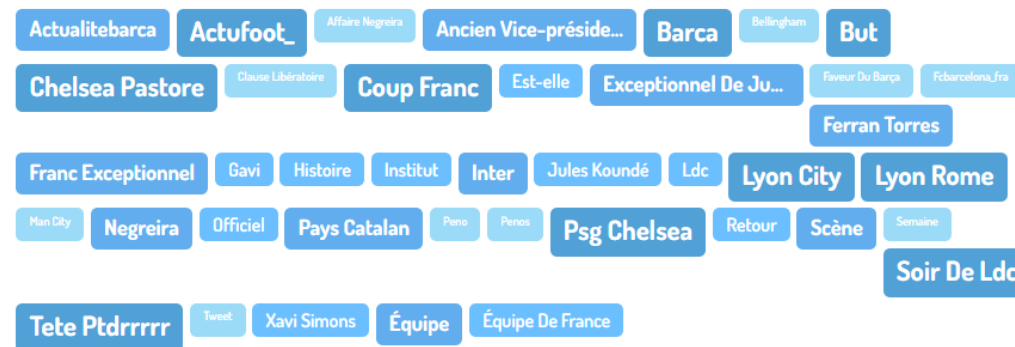 Actualitebarca Actufoot_ Affaire Negreira Ancien Vice-préside... Barca Bellingham But
Chelsea Pastore Clause Libératoire Coup Franc Est-elle Exceptionnel De Ju... Faveur Du Barça Fcbarcelona_fra
Ferran Torres
Franc Exceptionnel Gavi Histoire Institut Inter Jules Koundé Ldc Lyon City Lyon Rome
Man City Negreira Officiel Pays Catalan Peno Penos Psg Chelsea Retour Scène Semaine
Soir De Ldc
Tete Ptdrrrrr Tweet Xavi Simons Équipe Équipe De France